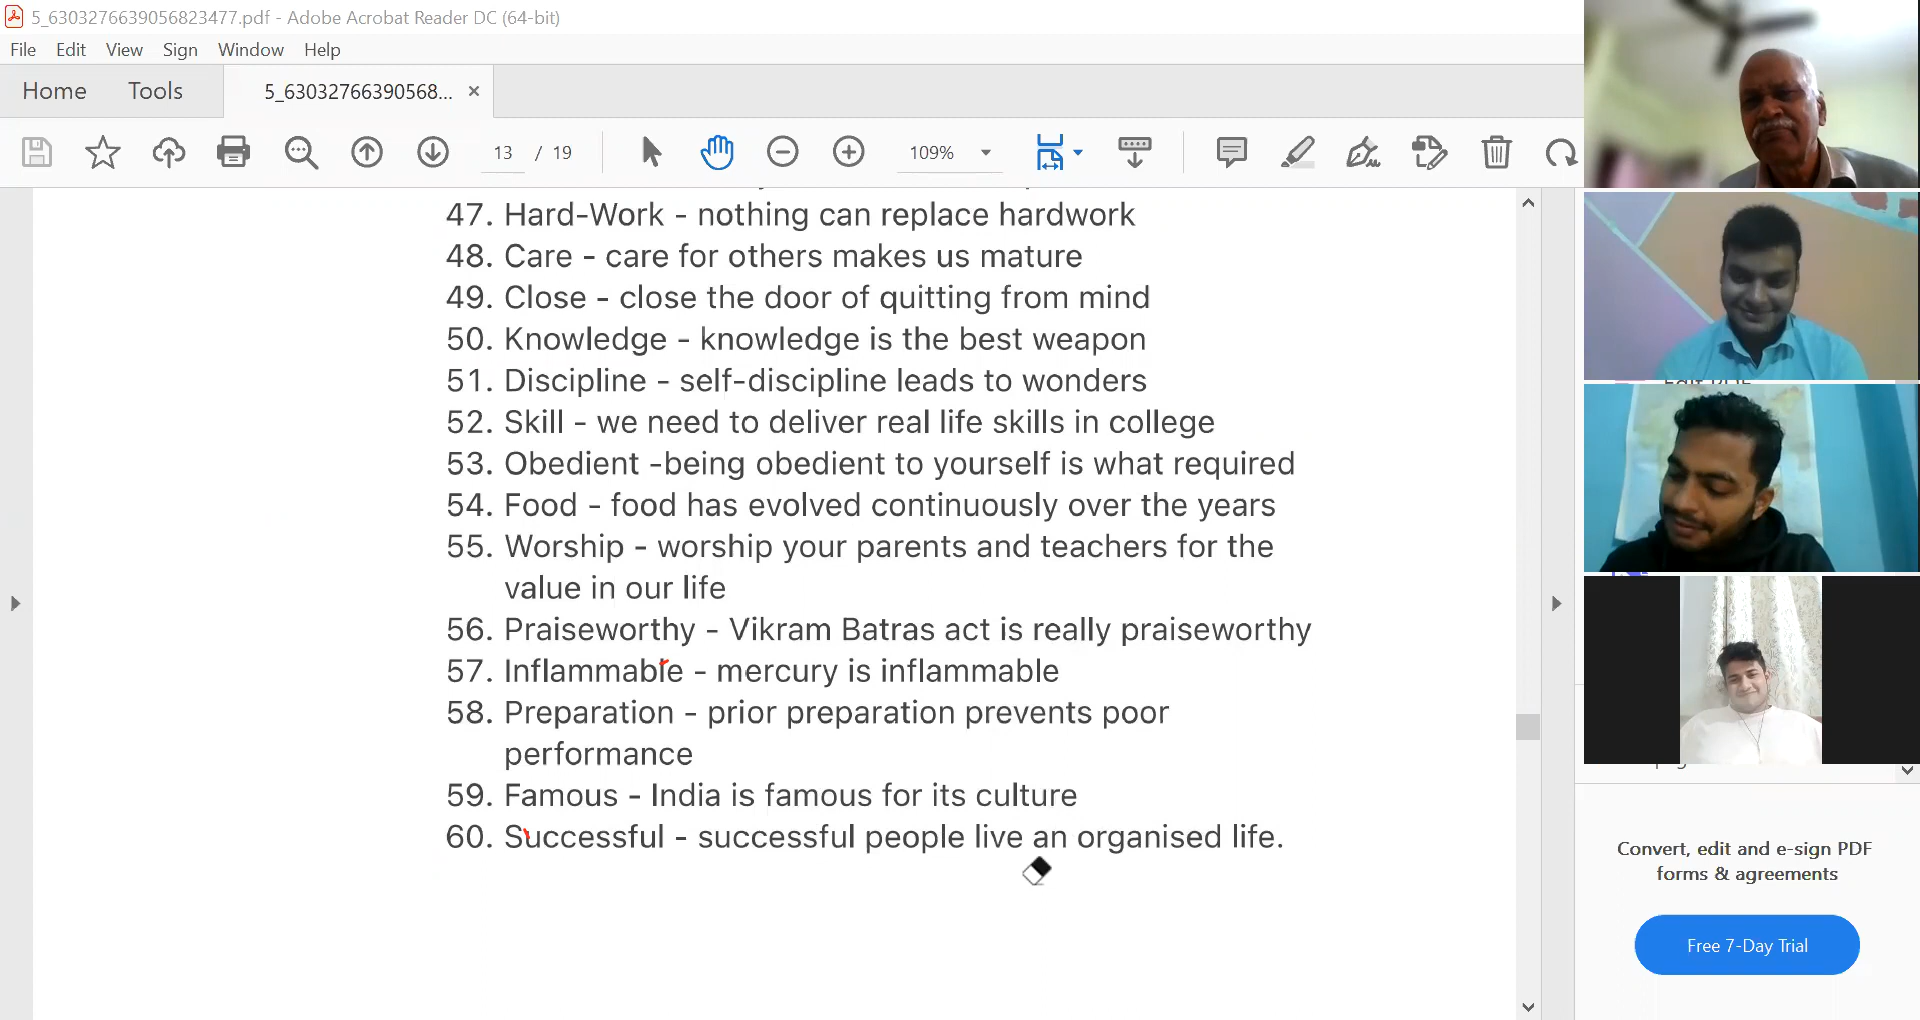 5_6303276639056823477.pdf - Adobe Acrobat Reader DC (64-bit)
File Edit View Sign Window Help
Home Tools 5_63032766390568... ×
13 / 19 109%
47. Hard-Work - nothing can replace hardwork
48. Care - care for others makes us mature
49. Close - close the door of quitting from mind
50. Knowledge - knowledge is the best weapon
51. Discipline - self-discipline leads to wonders
52. Skill - we need to deliver real life skills in college
53. Obedient -being obedient to yourself is what required
54. Food - food has evolved continuously over the years
55. Worship - worship your parents and teachers for the
value in our life
56. Praiseworthy - Vikram Batras act is really praiseworthy
57. Inflammable - mercury is inflammable
58. Preparation - prior preparation prevents poor
performance
59. Famous - India is famous for its culture
60. Successful - successful people live an organised life.
Convert, edit and e-sign PDF
forms & agreements
Free 7-Day Trial